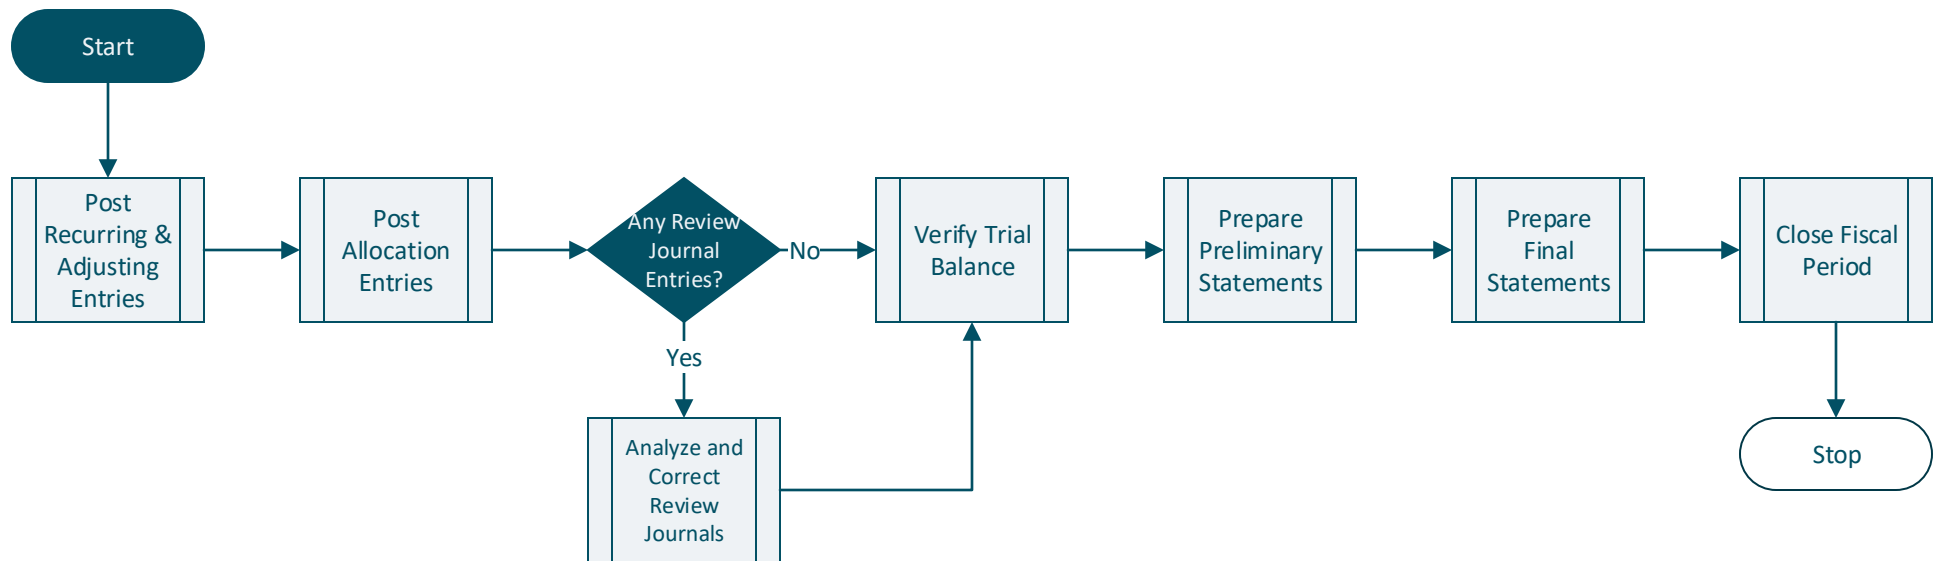 Start
Post
Recurring &
Adjusting
Entries
Post
Allocation
Entries
Any Review
Journal
Entries?
No
Yes
Analyze and
Correct
Review
Journals
Verify Trial
Balance
Prepare
Preliminary
Statements
Prepare
Final
Statements
Close Fiscal
Period
Stop